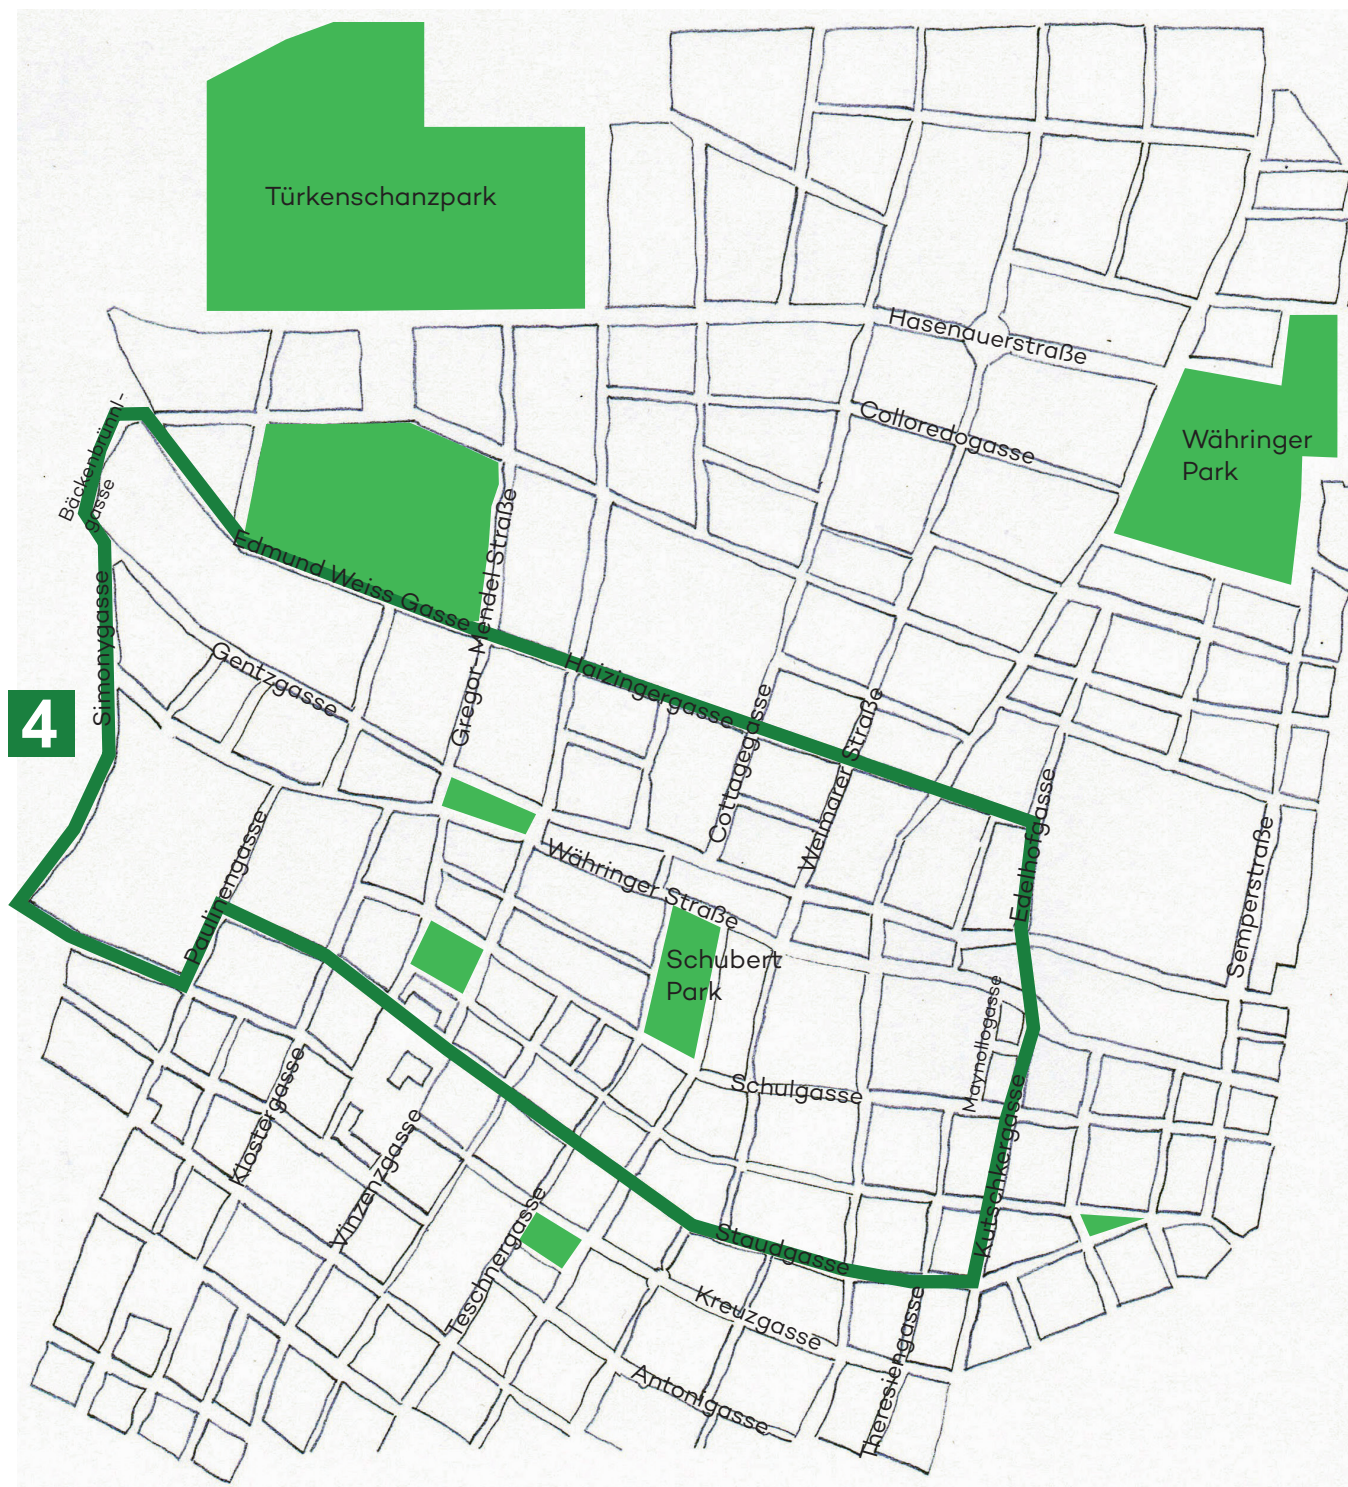 Türkenschanzpark
Hasenauerstraße
Colloredogasse
Währinger
Park
Bäckenbrünnl-
gasse
Edmund Weiss Gasse
Gregor-Mendel Straße
Simonygasse
Gentzgasse
Haizingergasse
Cottagegasse
Weimarer Straße
4
Edelhofgasse
Semperstraße
Paulinengasse
Währinger Straße
Schubert
Park
Maynollogasse
Schulgasse
Klostergasse
Vinzenzgasse
Kutschkergasse
Teschnergasse
Staudgasse
Kreuzgasse
Theresiengasse
Antonigasse